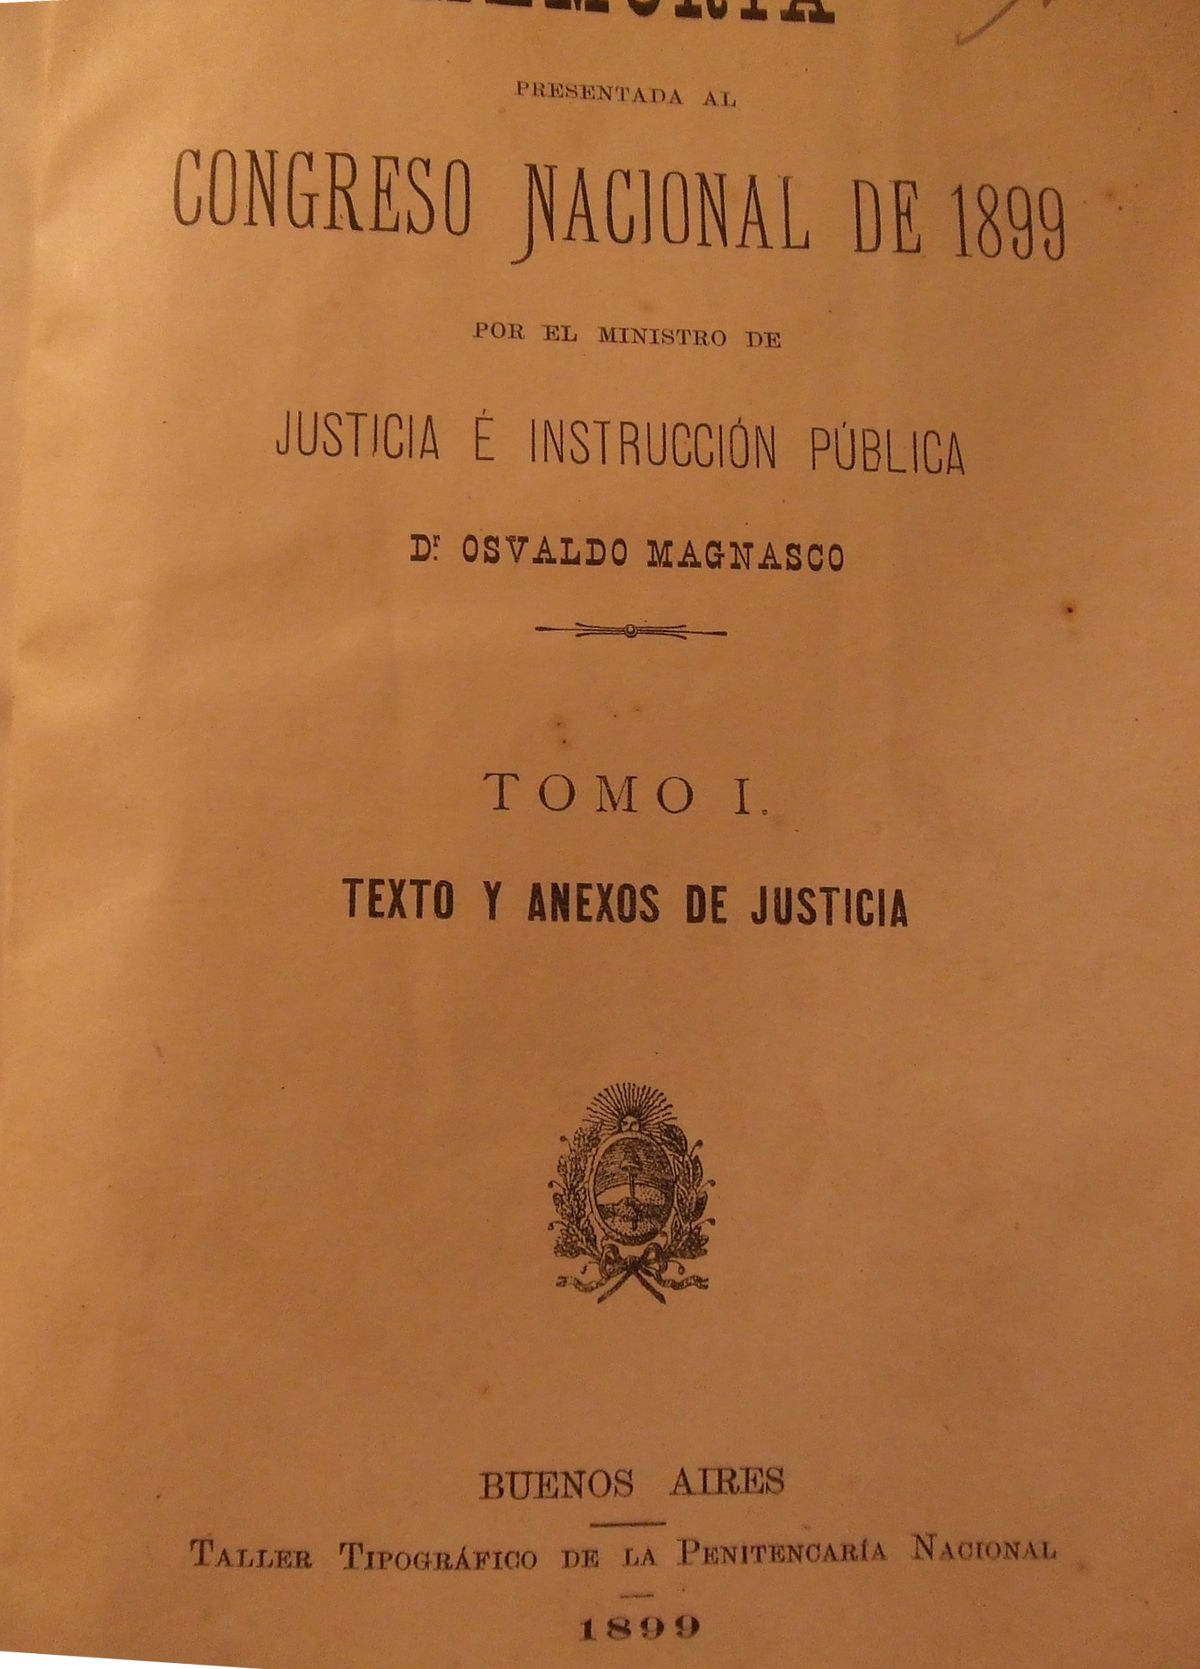 MEMORIA
PRESENTADA AL
CONGRESO NACIONAL DE 1899
POR EL MINISTRO DE
JUSTICIA É INSTRUCCIÓN PÚBLICA
Dr. OSVALDO MAGNASCO
TOMO I.
TEXTO Y ANEXOS DE JUSTICIA
BUENOS AIRES
TALLER TIPOGRÁFICO DE LA PENITENCARÍA NACIONAL
1899